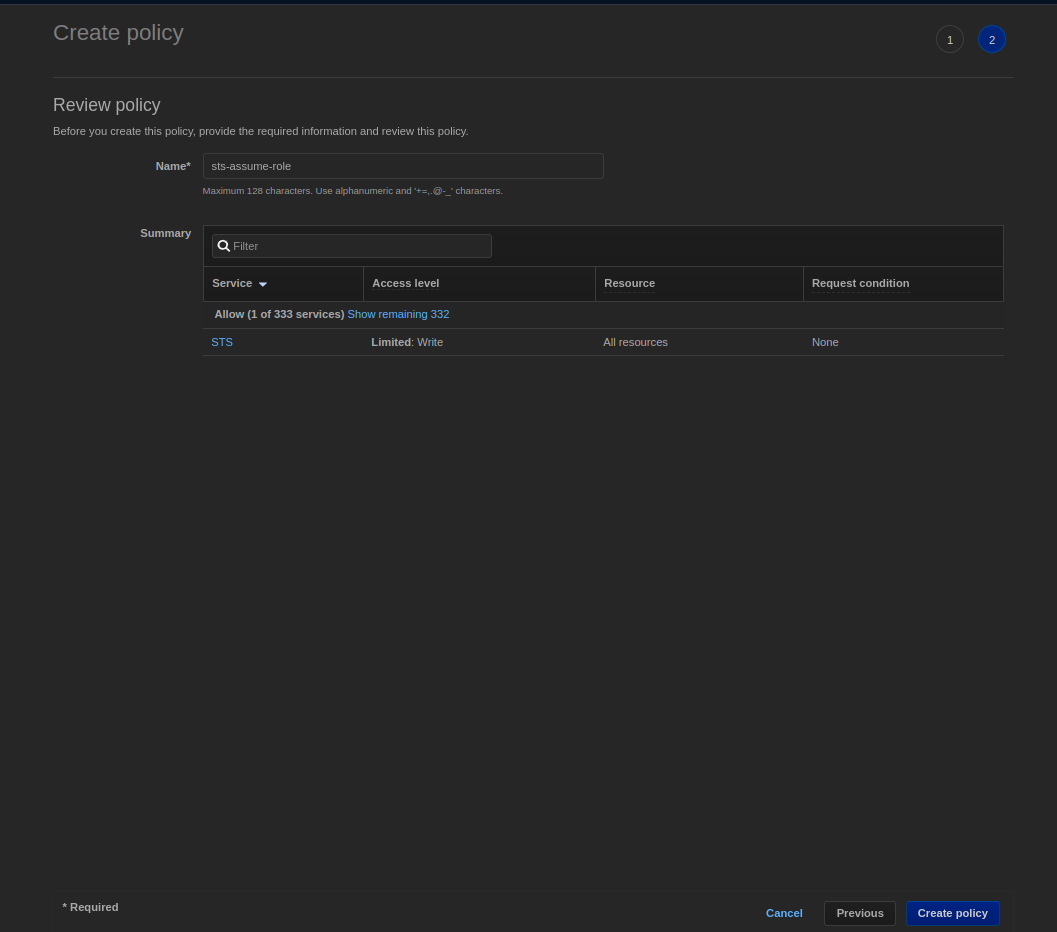 Create policy
1 2
Review policy
Before you create this policy, provide the required information and review this policy.
Name* sts-assume-role
Maximum 128 characters. Use alphanumeric and '+=,.@-_' characters.
Summary
Filter
Service Access level Resource Request condition
Allow (1 of 333 services) Show remaining 332
STS Limited: Write All resources None
* Required
Cancel Previous Create policy